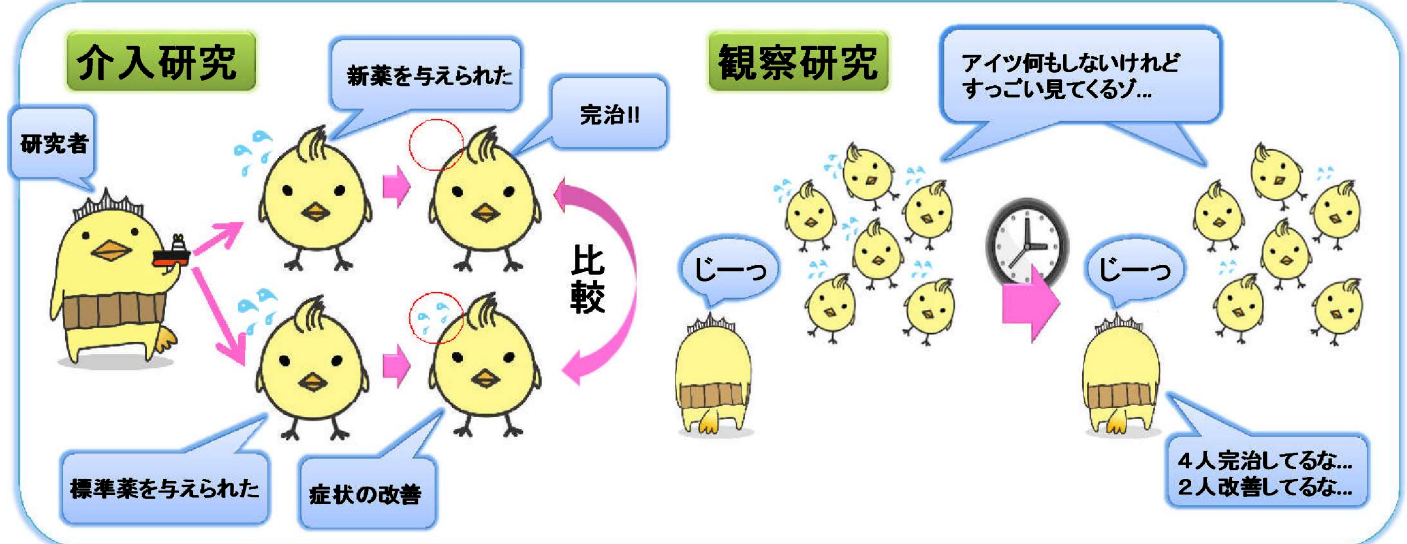 介入研究
研究者
新薬を与えられた
完治!!
比較
標準薬を与えられた
症状の改善
観察研究
アイツ何もしないけれど
すっごい見てくるゾ...
じーっ
じーっ
4人完治してるな...
2人改善してるな...